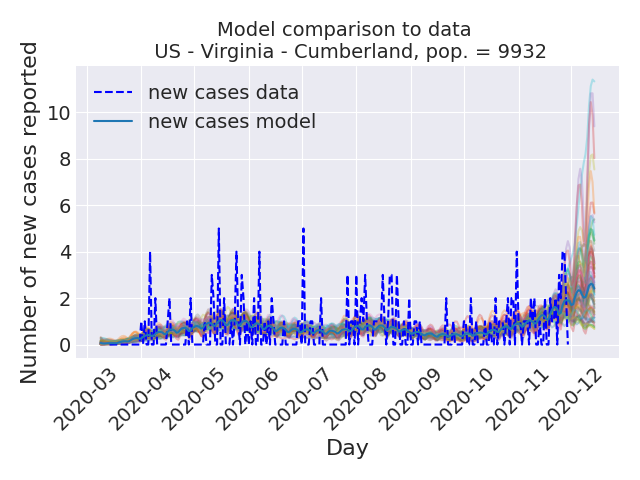 Model comparison to data
US - Virginia - Cumberland, pop. = 9932
Number of new cases reported
10
8
6
4
2
0
new cases data
new cases model
2020-03
2020-04
2020-05
2020-06
2020-07
2020-08
2020-09
2020-10
2020-11
2020-12
Day